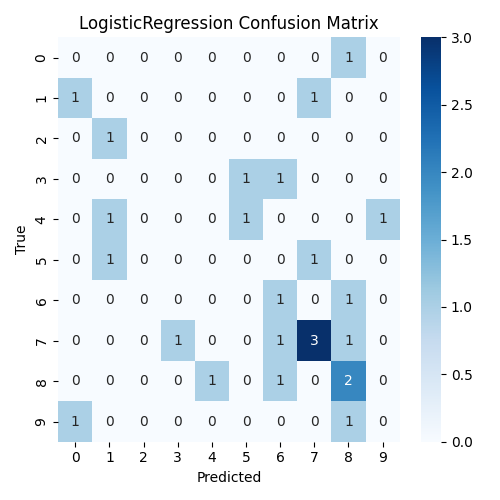 LogisticRegression Confusion Matrix
0 0 0 0 0 0 0 0 0 1 0
1 1 0 0 0 0 0 0 1 0 0
2 0 1 0 0 0 0 0 0 0 0
3 0 0 0 0 0 1 1 0 0 0
4 0 1 0 0 0 1 0 0 0 1
5 0 1 0 0 0 0 0 1 0 0
6 0 0 0 0 0 0 1 0 1 0
7 0 0 0 1 0 0 1 3 1 0
8 0 0 0 0 1 0 1 0 2 0
9 1 0 0 0 0 0 0 0 1 0
0 1 2 3 4 5 6 7 8 9
Predicted
True
3.0
2.5
2.0
1.5
1.0
0.5
0.0